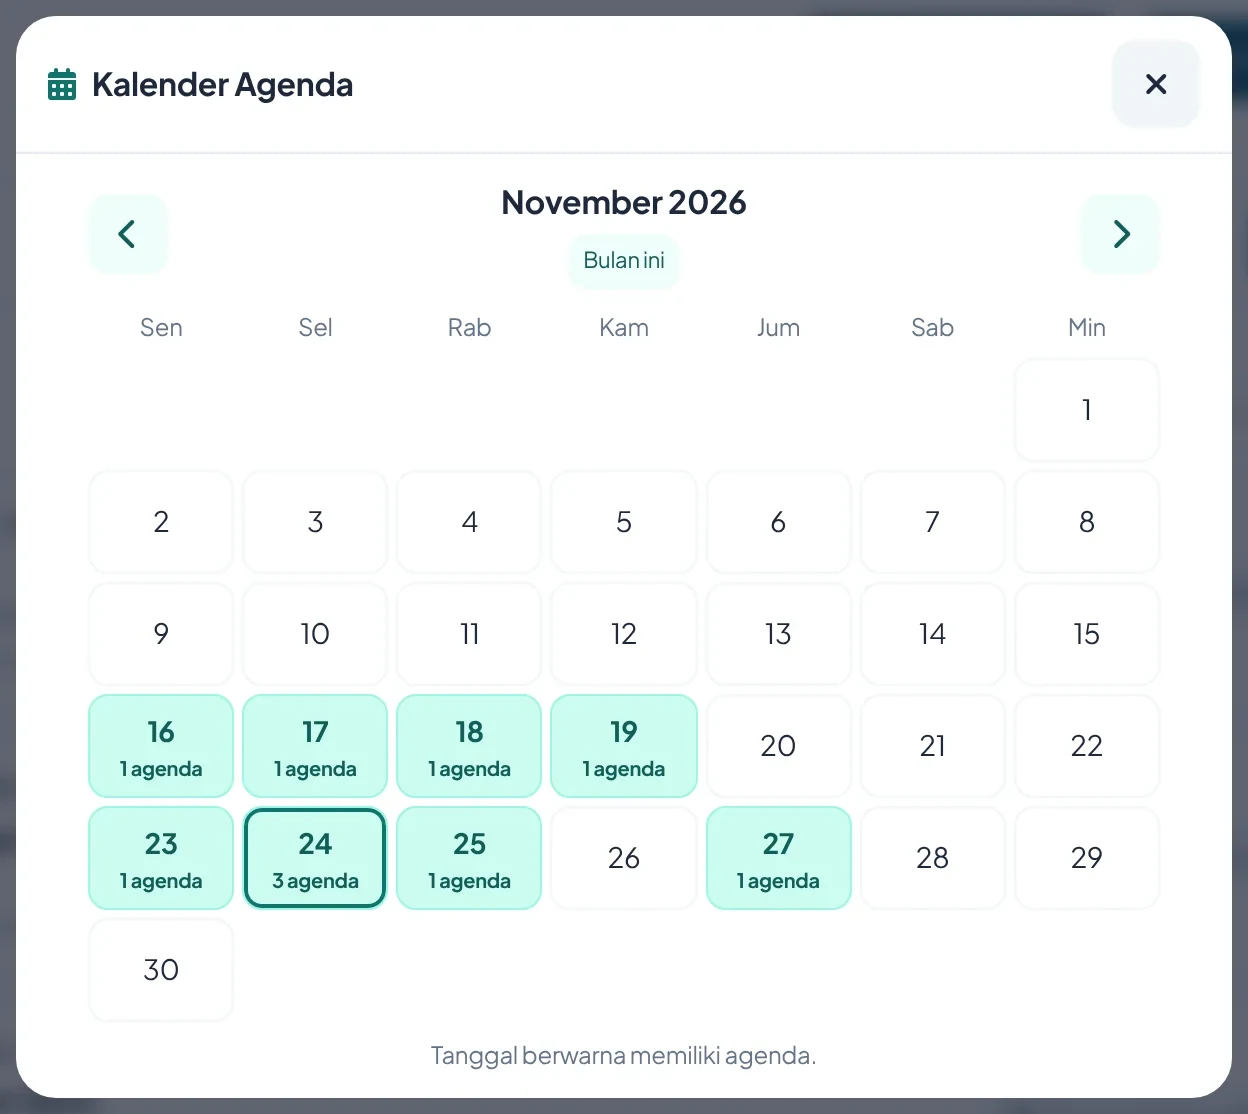 Kalender Agenda
November 2026
Bulan ini
Sen Sel Rab Kam Jum Sab Min
1
2 3 4 5 6 7 8
9 10 11 12 13 14 15
16 17 18 19 20 21 22
1 agenda 1 agenda 1 agenda 1 agenda
23 24 25 26 27 28 29
1 agenda 3 agenda 1 agenda 1 agenda
30
Tanggal berwarna memiliki agenda.